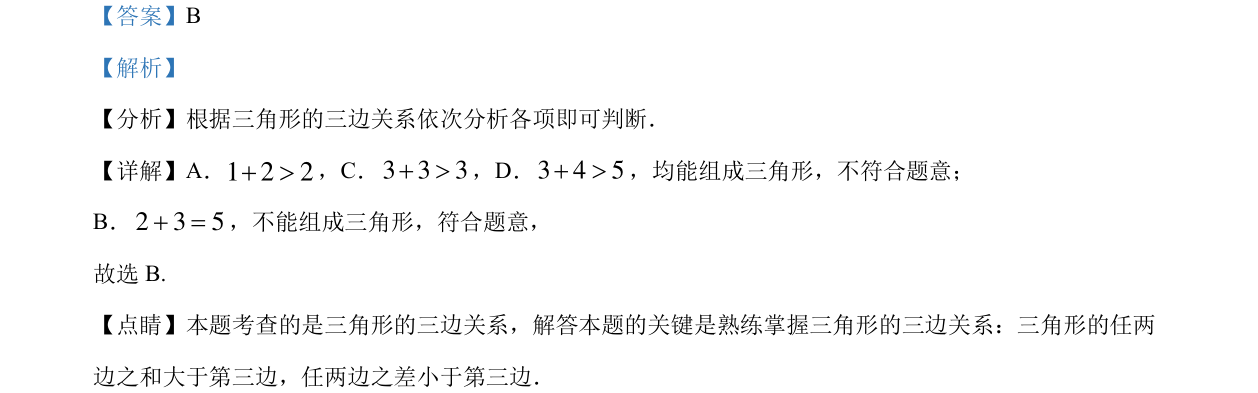 【答案】B
【解析】
【分析】根据三角形的三边关系依次分析各项即可判断．
【详解】A．1+2>2，C．3+3>3，D．3+4>5，均能组成三角形，不符合题意；
B．2+3=5，不能组成三角形，符合题意，
故选 B.
【点睛】本题考查的是三角形的三边关系，解答本题的关键是熟练掌握三角形的三边关系：三角形的任两
边之和大于第三边，任两边之差小于第三边．